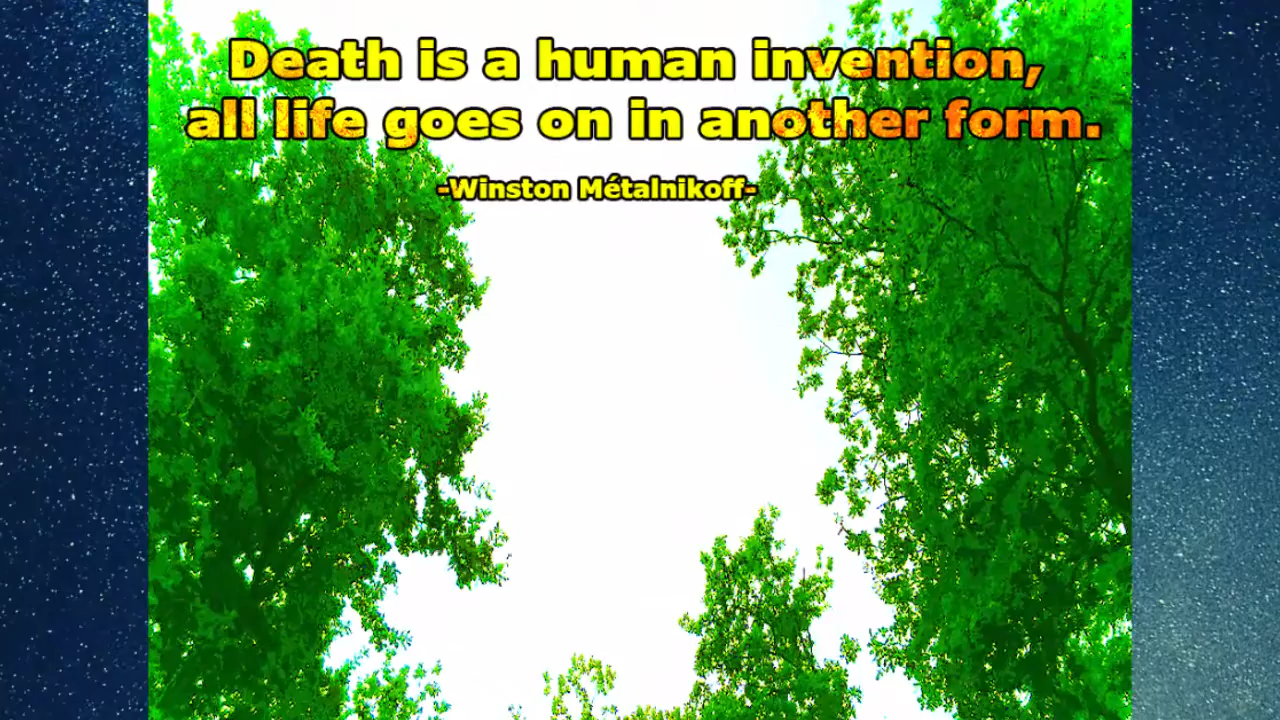 Death is a human invention,
all life goes on in another form.
-Winston Métalnikoff-